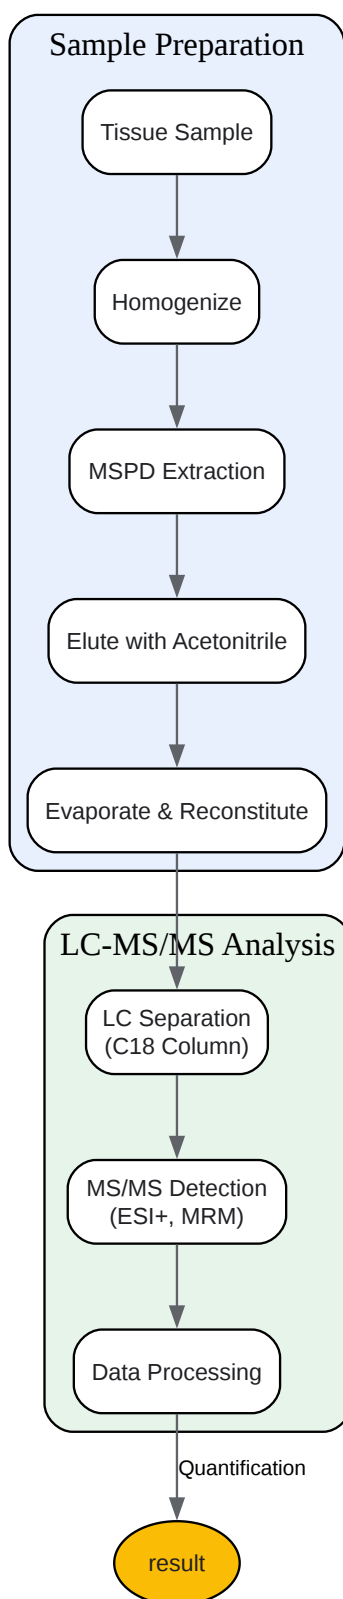 Sample Preparation
Tissue Sample
Homogenize
MSPD Extraction
Elute with Acetonitrile
Evaporate & Reconstitute
LC-MS/MS Analysis
LC Separation
(C18 Column)
MS/MS Detection
(ESI+, MRM)
Data Processing
Quantification
result